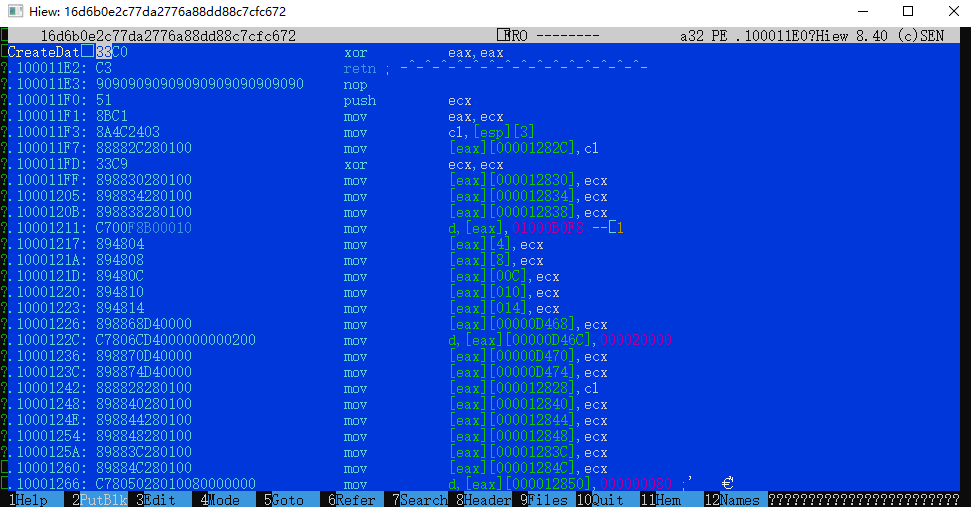 Hiew: 16d6b0e2c77da2776a88dd88c7cfc672
16d6b0e2c77da2776a88dd88c7cfc672 FRO -------- a32 PE .100011E0?Hiew 8.40 (c)SEN
CreateDat 33C0 xor eax,eax
?.100011E2: C3 retn ; -^-^-^-^-^-^-^-^-^-^-^-^-^-^-^-^-
?.100011E3: 90909090909090909090909090 nop
?.100011F0: 51 push ecx
?.100011F1: 8BC1 mov eax,ecx
?.100011F3: 8A4C2403 mov cl,[esp][3]
?.100011F7: 88882C280100 mov [eax][00001282C],cl
?.100011FD: 33C9 xor ecx,ecx
?.100011FF: 898830280100 mov [eax][000012830],ecx
?.10001205: 898834280100 mov [eax][000012834],ecx
?.1000120B: 898838280100 mov [eax][000012838],ecx
?.10001211: C700F8B00010 mov d,[eax],01000B0F8 -- 1
?.10001217: 894804 mov [eax][4],ecx
?.1000121A: 894808 mov [eax][8],ecx
?.1000121D: 89480C mov [eax][00C],ecx
?.10001220: 894810 mov [eax][010],ecx
?.10001223: 894814 mov [eax][014],ecx
?.10001226: 898868D40000 mov [eax][00000D468],ecx
?.1000122C: C7806CD4000000000200 mov d,[eax][00000D46C],000020000
?.10001236: 898870D40000 mov [eax][00000D470],ecx
?.1000123C: 898874D40000 mov [eax][00000D474],ecx
?.10001242: 888828280100 mov [eax][000012828],cl
?.10001248: 898840280100 mov [eax][000012840],ecx
?.1000124E: 898844280100 mov [eax][000012844],ecx
?.10001254: 898848280100 mov [eax][000012848],ecx
?.1000125A: 89883C280100 mov [eax][00001283C],ecx
.10001260: 89884C280100 mov [eax][00001284C],ecx
.10001266: C7805028010080000000 mov d,[eax][000012850],000000080 ;' €
1Help 2PutBlk 3Edit 4Mode 5Goto 6Refer 7Search 8Header 9Files 10Quit 11Hem 12Names ????????????????????????